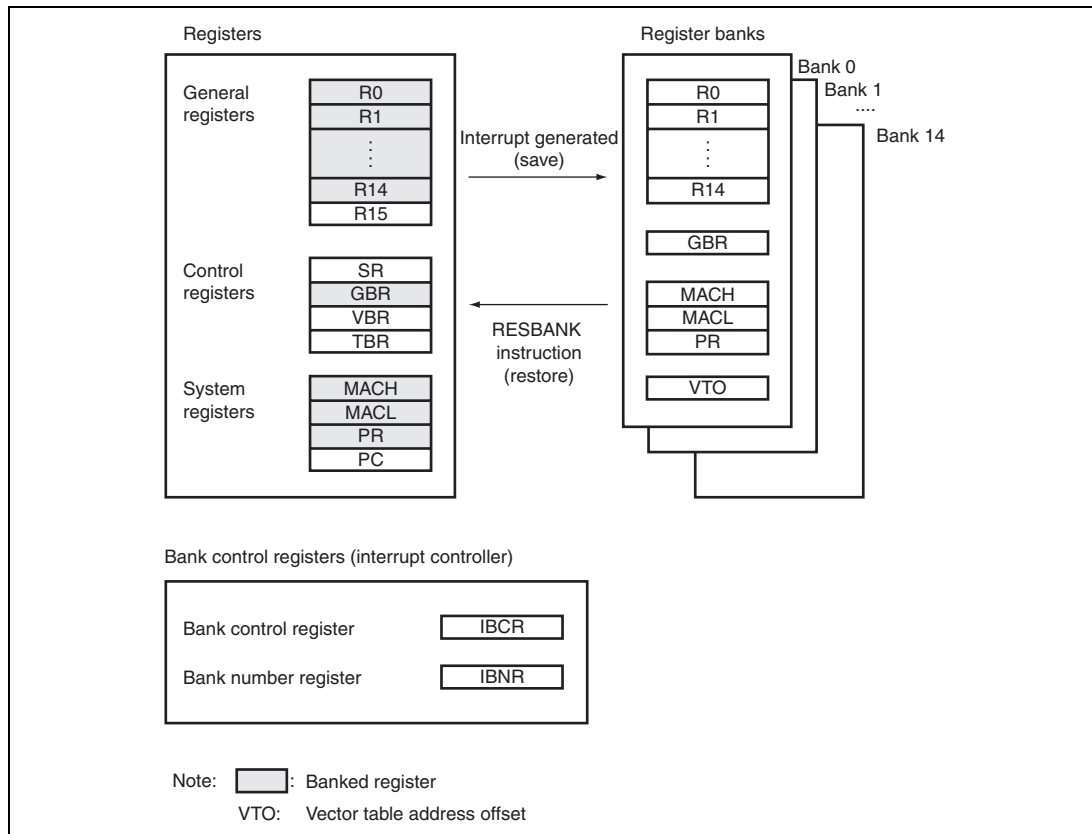 Registers
General registers
R0
R1
⋮
R14
R15
Control registers
SR
GBR
VBR
TBR
System registers
MACH
MACL
PR
PC
Interrupt generated
(save)
RESBANK
instruction
(restore)
Register banks
Bank 0
Bank 1
....
Bank 14
R0
R1
⋮
R14
GBR
MACH
MACL
PR
VTO
Bank control registers (interrupt controller)
Bank control register IBCR
Bank number register IBNR
Note: : Banked register
VTO: Vector table address offset